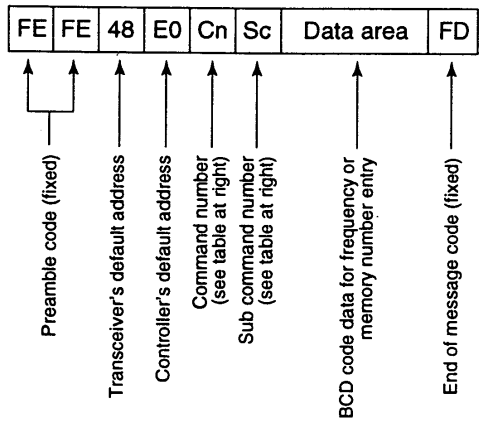 FE FE 48 E0 Cn Sc Data area FD
Preamble code (fixed)
Transceiver's default address
Controller's default address
Command number
(see table at right)
Sub command number
(see table at right)
BCD code data for frequency or
memory number entry
End of message code (fixed)